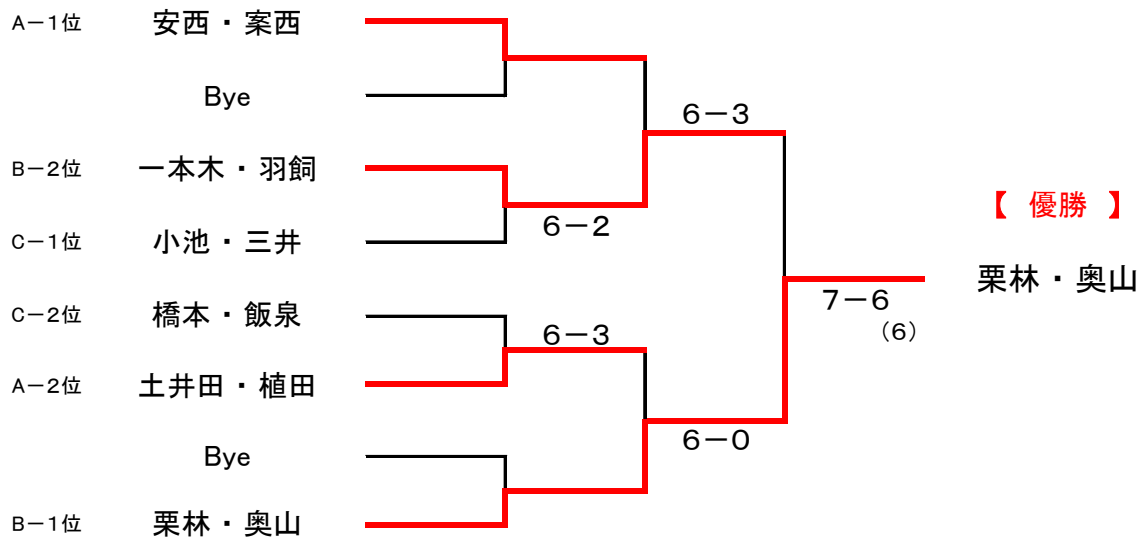 A－1位 安西・案西
Bye
6－3
B－2位 一本木・羽飼
【 優勝 】
6－2
C－1位 小池・三井
栗林・奥山
7－6
C－2位 橋本・飯泉
6－3
（6）
A－2位 土井田・植田
6－0
Bye
B－1位 栗林・奥山